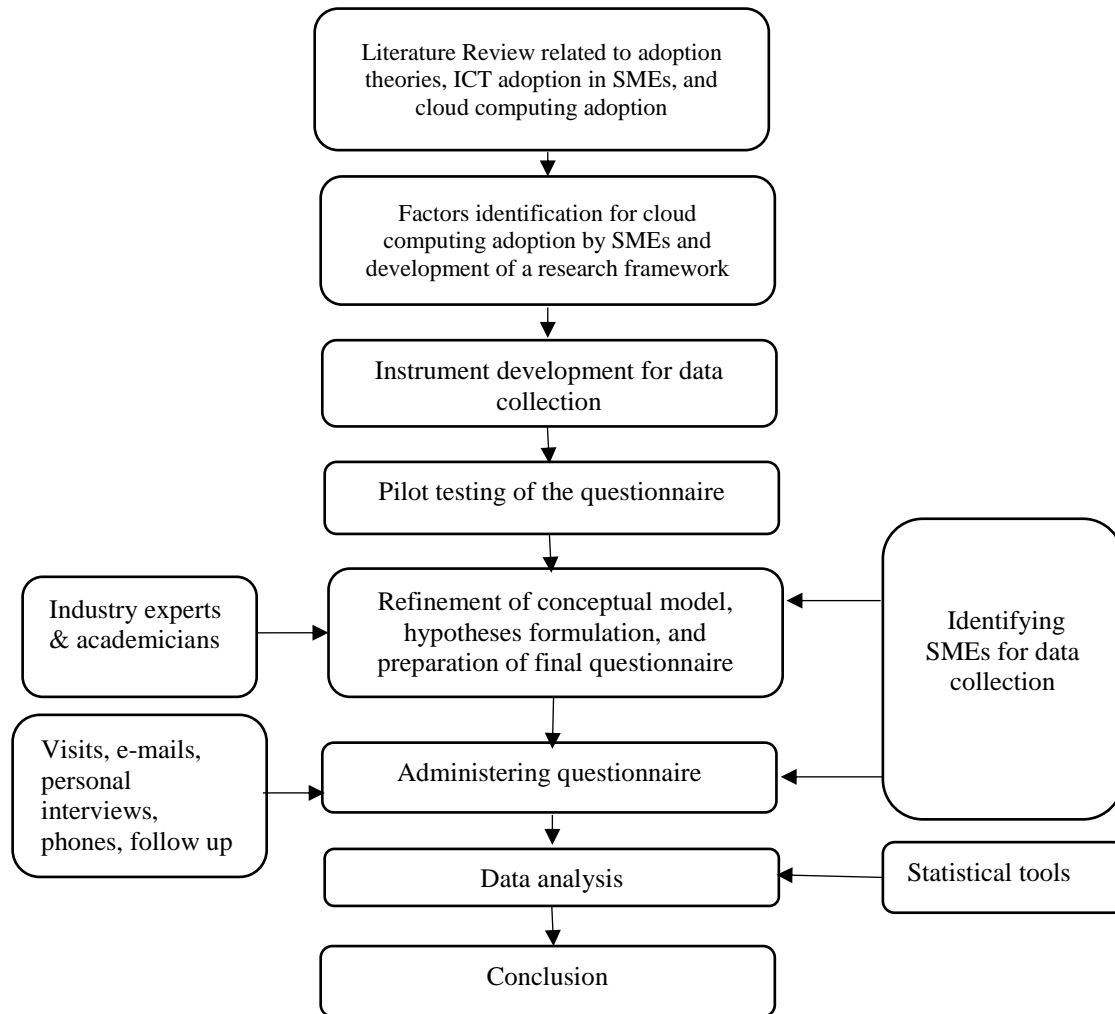 Literature Review related to adoption
theories, ICT adoption in SMEs, and
cloud computing adoption
Factors identification for cloud
computing adoption by SMEs and
development of a research framework
Instrument development for data
collection
Pilot testing of the questionnaire
Industry experts
& academicians
Refinement of conceptual model,
hypotheses formulation, and
preparation of final questionnaire
Identifying
SMEs for data
collection
Visits, e-mails,
personal
interviews,
phones, follow up
Administering questionnaire
Data analysis
Statistical tools
Conclusion